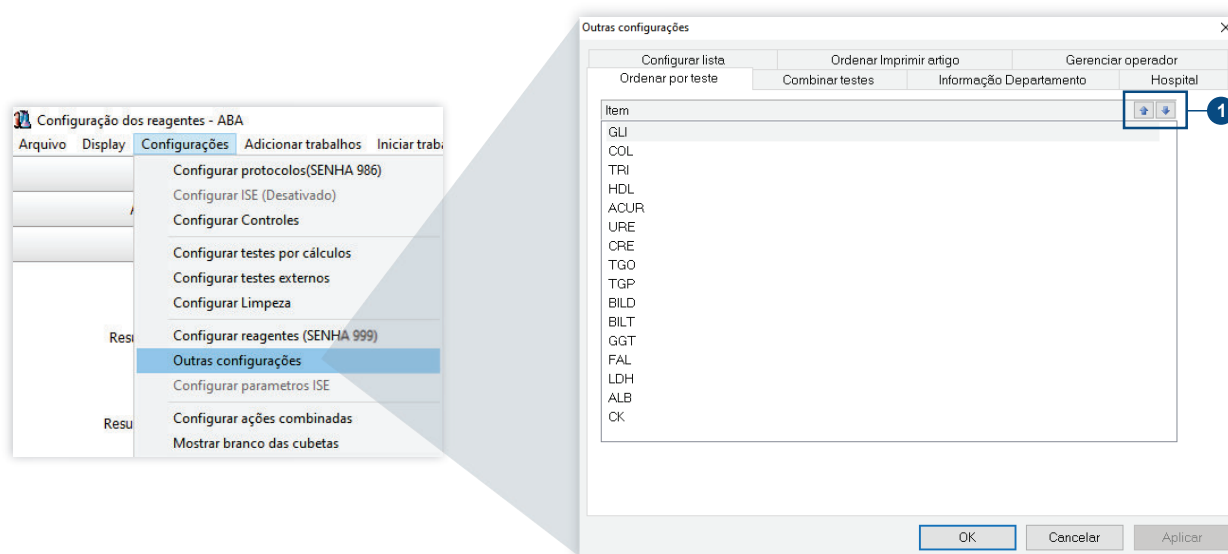 Configuração dos reagentes - ABA
Arquivo Display Configurações Adicionar trabalhos Iniciar traba
Configurar protocolos(SENHA 986)
Configurar ISE (Desativado)
Configurar Controles
Configurar testes por cálculos
Configurar testes externos
Configurar Limpeza
Resu Configurar reagentes (SENHA 999)
Outras configurações
Configurar parametros ISE
Resu Configurar ações combinadas
Mostrar branco das cubetas
Outras configurações
Configurar lista Ordenar Imprimir artigo Gerenciar operador
Ordenar por teste Combinar testes Informação Departamento Hospital
Item
1
GLI
COL
TRI
HDL
ACUR
URE
CRE
TGO
TGP
BILD
BILT
GGT
FAL
LDH
ALB
CK
OK Cancelar Aplicar